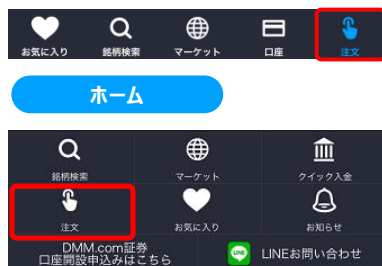 お気に入り 銘柄検索 マーケット 口座 注文
ホーム
銘柄検索 マーケット クイック入金
注文 お気に入り お知らせ
DMM.com証券
口座開設申込みはこちら
LINE LINEお問い合わせ